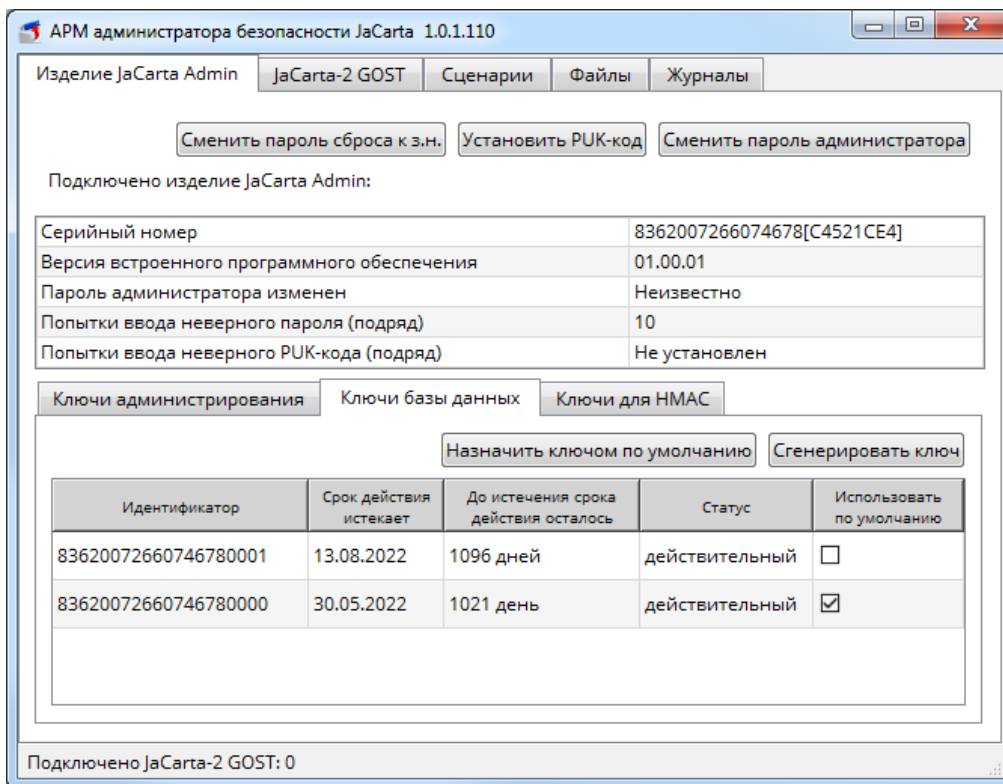 АРМ администратора безопасности JaCarta 1.0.1.110
Изделие JaCarta Admin JaCarta-2 GOST Сценарии Файлы Журналы
Сменить пароль сброса к з.н. Установить PUK-код Сменить пароль администратора
Подключено изделие JaCarta Admin:
Серийный номер 8362007266074678[C4521CE4]
Версия встроенного программного обеспечения 01.00.01
Пароль администратора изменен Неизвестно
Попытки ввода неверного пароля (подряд) 10
Попытки ввода неверного PUK-кода (подряд) Не установлен
Ключи администрирования Ключи базы данных Ключи для HMAC
Назначить ключом по умолчанию Сгенерировать ключ
Идентификатор Срок действия истекает До истечения срока действия осталось Статус Использовать по умолчанию
83620072660746780001 13.08.2022 1096 дней действительный
83620072660746780000 30.05.2022 1021 день действительный
Подключено JaCarta-2 GOST: 0